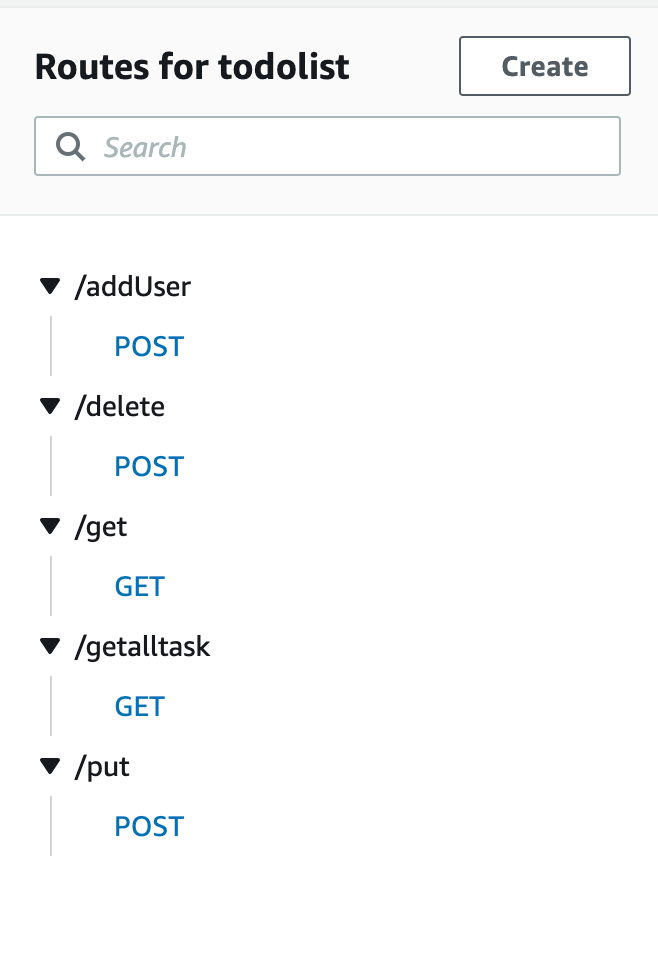 Routes for todolist
Create
Search
/addUser
POST
/delete
POST
/get
GET
/getalltask
GET
/put
POST